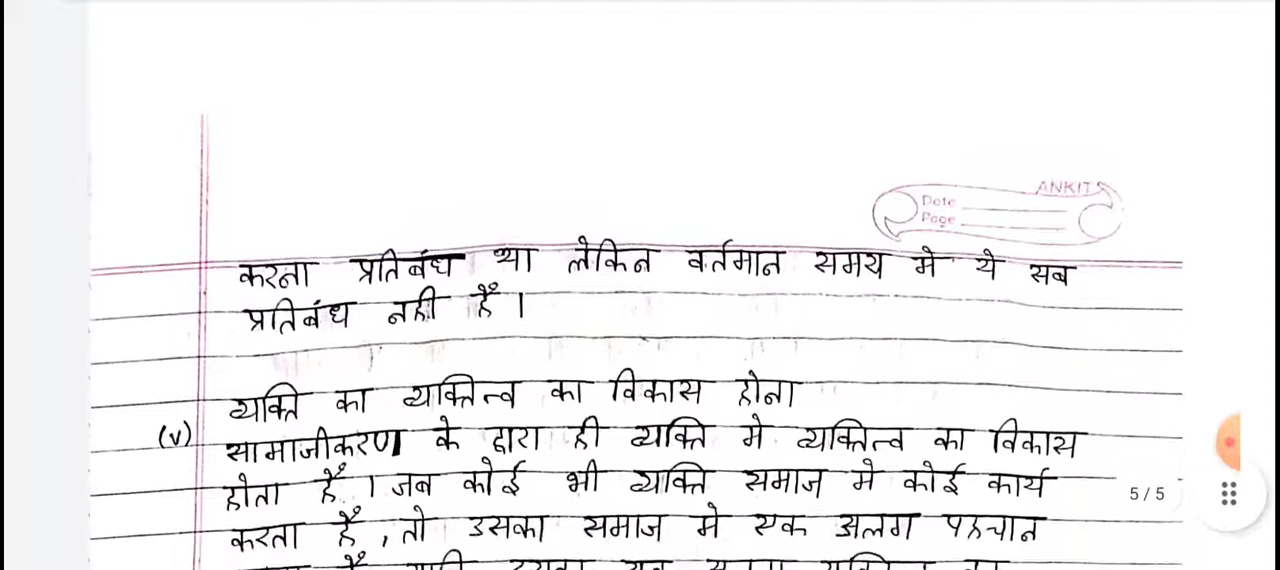 ANKIT
Date
Page
करना प्रतिबंध था लेकिन वर्तमान समय मे ये सब
प्रतिबंध नही हैं।
व्यक्ति का व्यक्तित्व का विकास होना
(v) सामाजीकरण के द्वारा ही व्यक्ति मे व्यक्तित्व का विकास
होता हैं। जब कोई भी व्यक्ति समाज मे कोई कार्य
5/5
करता हैं, तो उसका समाज मे एक अलग पहचान